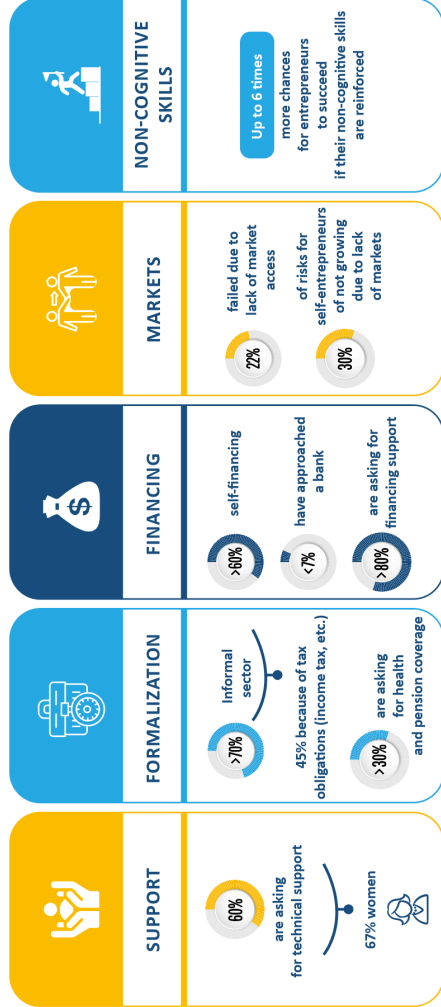 SUPPORT
60%
are asking
for technical support
67% women
FORMALIZATION
>70%
Informal
sector
45% because of tax
obligations (income tax, etc.)
>30%
are asking
for health
and pension coverage
$
FINANCING
>60%
self-financing
<7%
have approached
a bank
>80%
are asking for
financing support
MARKETS
22%
failed due to
lack of market
access
30%
of risks for
self-entrepreneurs
of not growing
due to lack
of markets
NON-COGNITIVE
SKILLS
Up to 6 times
more chances
for entrepreneurs
to succeed
if their non-cognitive skills
are reinforced